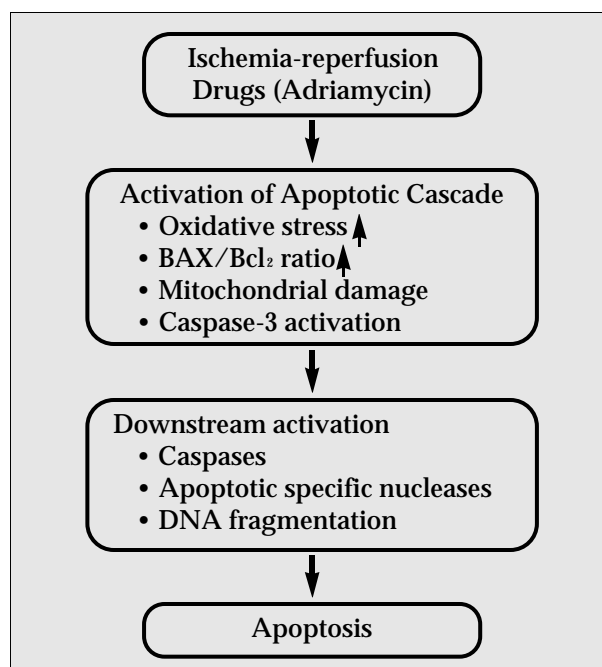 Ischemia-reperfusion
Drugs (Adriamycin)
Activation of Apoptotic Cascade
• Oxidative stress
• BAX/Bcl₂ ratio
• Mitochondrial damage
• Caspase-3 activation
Downstream activation
• Caspases
• Apoptotic specific nucleases
• DNA fragmentation
Apoptosis